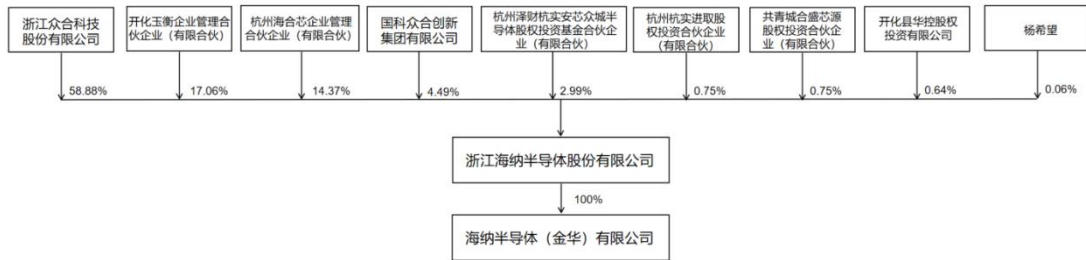 浙江众合科技
股份有限公司
开化玉衡企业管理合
伙企业（有限合伙）
杭州海合芯企业管理
合伙企业（有限合伙）
国科众合创新
集团有限公司
杭州泽财杭实安芯众城半
导体股权投资基金合伙企
业（有限合伙）
杭州杭实进取股
权投资合伙企业
（有限合伙）
共青城合盛芯源
股权投资合伙企
业（有限合伙）
开化县华控股权
投资有限公司
杨希望
58.88%
17.06%
14.37%
4.49%
2.99%
0.75%
0.75%
0.64%
0.06%
浙江海纳半导体股份有限公司
100%
海纳半导体（金华）有限公司